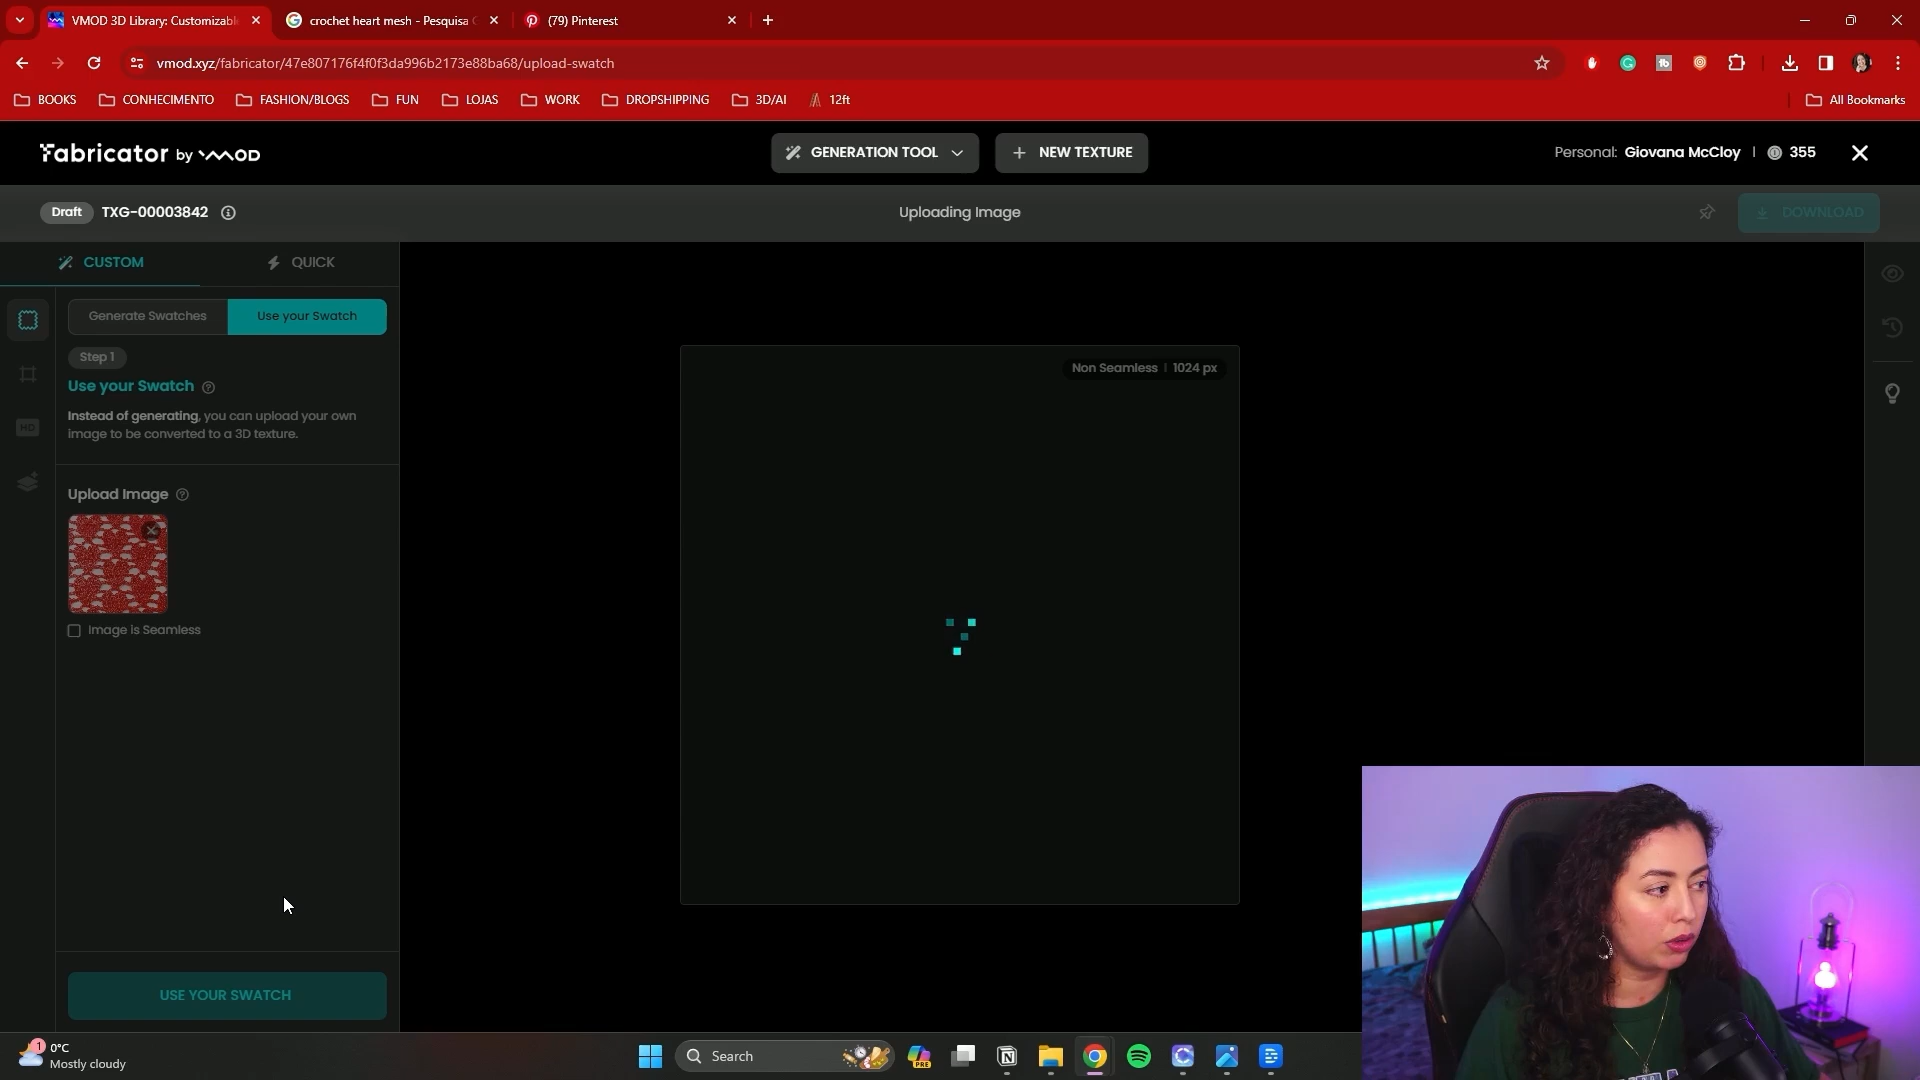 VMOD 3D Library: Customizabl
crochet heart mesh - Pesquisa G
(79) Pinterest
vmod.xyz/fabricator/47e807176f4f0f3da996b2173e88ba68/upload-swatch
BOOKS
CONHECIMENTO
FASHION/BLOGS
FUN
LOJAS
WORK
DROPSHIPPING
3D/AI
12ft
All Bookmarks
Fabricator by VMOD
GENERATION TOOL
NEW TEXTURE
Personal: Giovana McCloy | 355
Draft TXG-00003842
Uploading Image
DOWNLOAD
CUSTOM
QUICK
Generate Swatches
Use your Swatch
Step 1
Use your Swatch
Instead of generating, you can upload your own
image to be converted to a 3D texture.
HD
Upload Image
Image is Seamless
Non Seamless | 1024 px
USE YOUR SWATCH
1
0°C
Mostly cloudy
Search
PRE